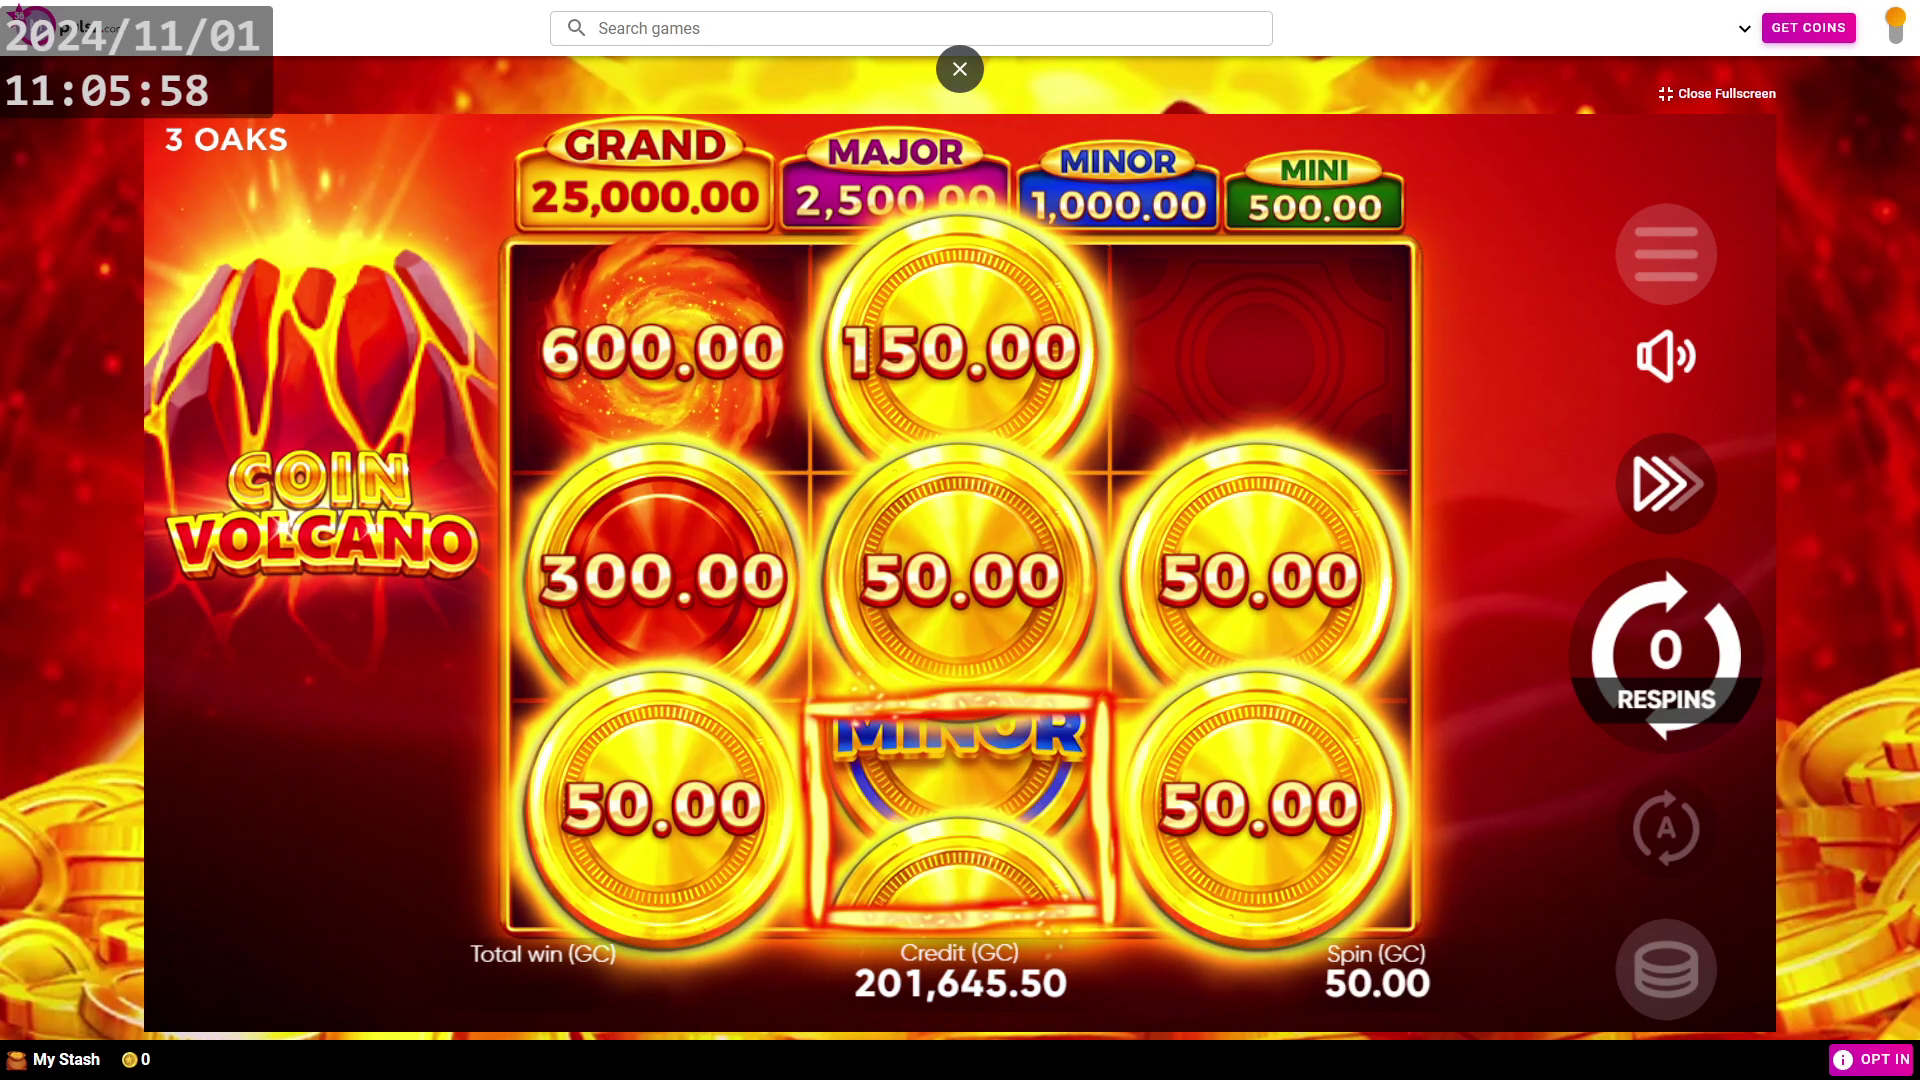 2024/11/01
11:05:58
Search games
GET COINS
Close Fullscreen
3 OAKS
GRAND
25,000.00
MAJOR
2,500.00
MINOR
1,000.00
MINI
500.00
600.00
150.00
COIN
VOLCANO
300.00
50.00
50.00
0
RESPINS
50.00
MINOR
50.00
A
Total win (GC)
Credit (GC)
201,645.50
Spin (GC)
50.00
My Stash
0
OPT IN